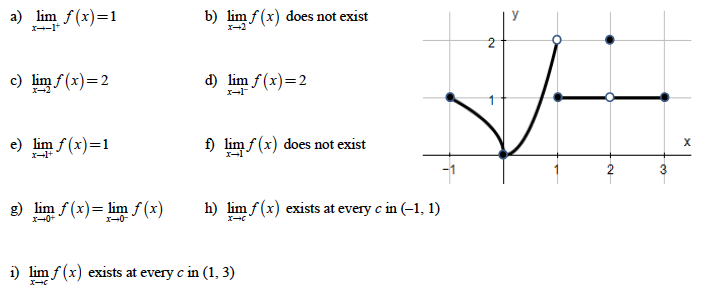 a) lim x→-1⁺ f(x)=1 b) lim x→2 f(x) does not exist
c) lim x→2 f(x)=2 d) lim x→1⁻ f(x)=2
e) lim x→1⁺ f(x)=1 f) lim x→1 f(x) does not exist
g) lim x→0⁺ f(x)= lim x→0⁻ f(x) h) lim x→c f(x) exists at every c in (−1, 1)
i) lim x→c f(x) exists at every c in (1, 3)
y
2
1
x
-1 1 2 3